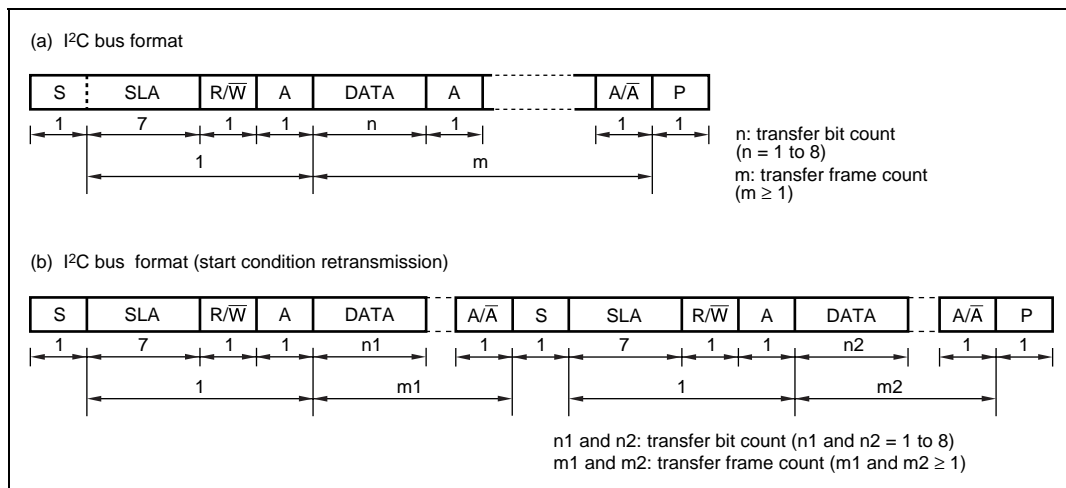 (a) I²C bus format
S SLA R/W̅ A DATA A A/A̅ P
1 7 1 1 n 1 1 1
1 m
n: transfer bit count
(n = 1 to 8)
m: transfer frame count
(m ≥ 1)
(b) I²C bus format (start condition retransmission)
S SLA R/W̅ A DATA A/A̅ S SLA R/W̅ A DATA A/A̅ P
1 7 1 1 n1 1 1 7 1 1 n2 1 1
1 m1 1 m2
n1 and n2: transfer bit count (n1 and n2 = 1 to 8)
m1 and m2: transfer frame count (m1 and m2 ≥ 1)